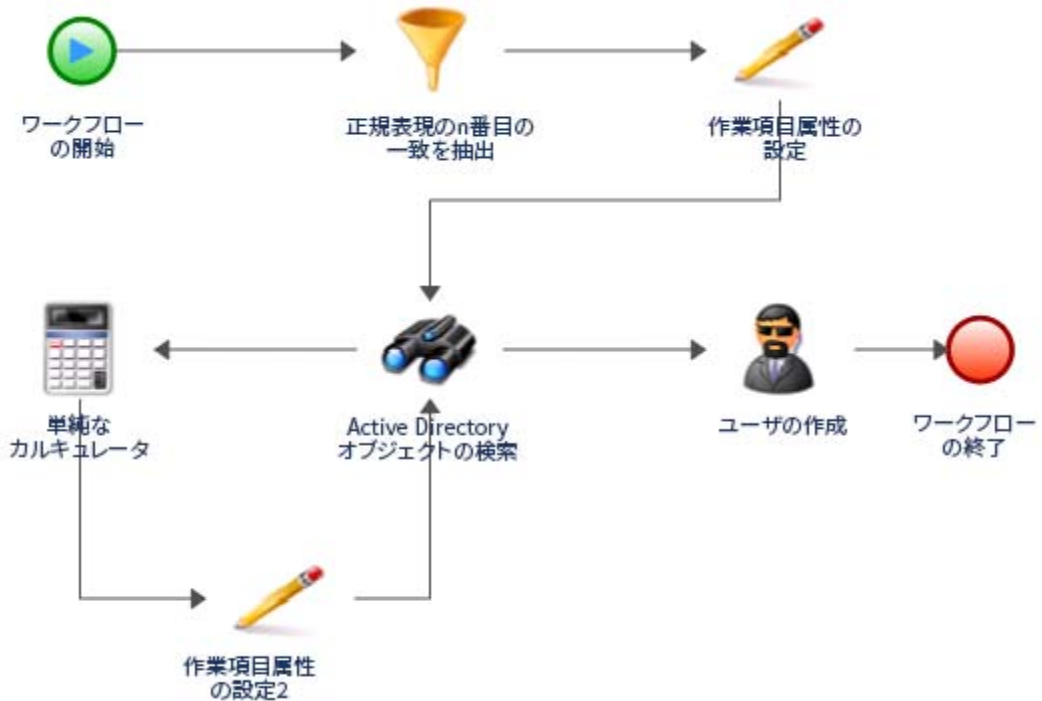 ワークフロー
の開始
正規表現のn番目の
一致を抽出
作業項目属性の
設定
単純な
カルキュレータ
Active Directory
オブジェクトの検索
ユーザの作成
ワークフロー
の終了
作業項目属性
の設定2